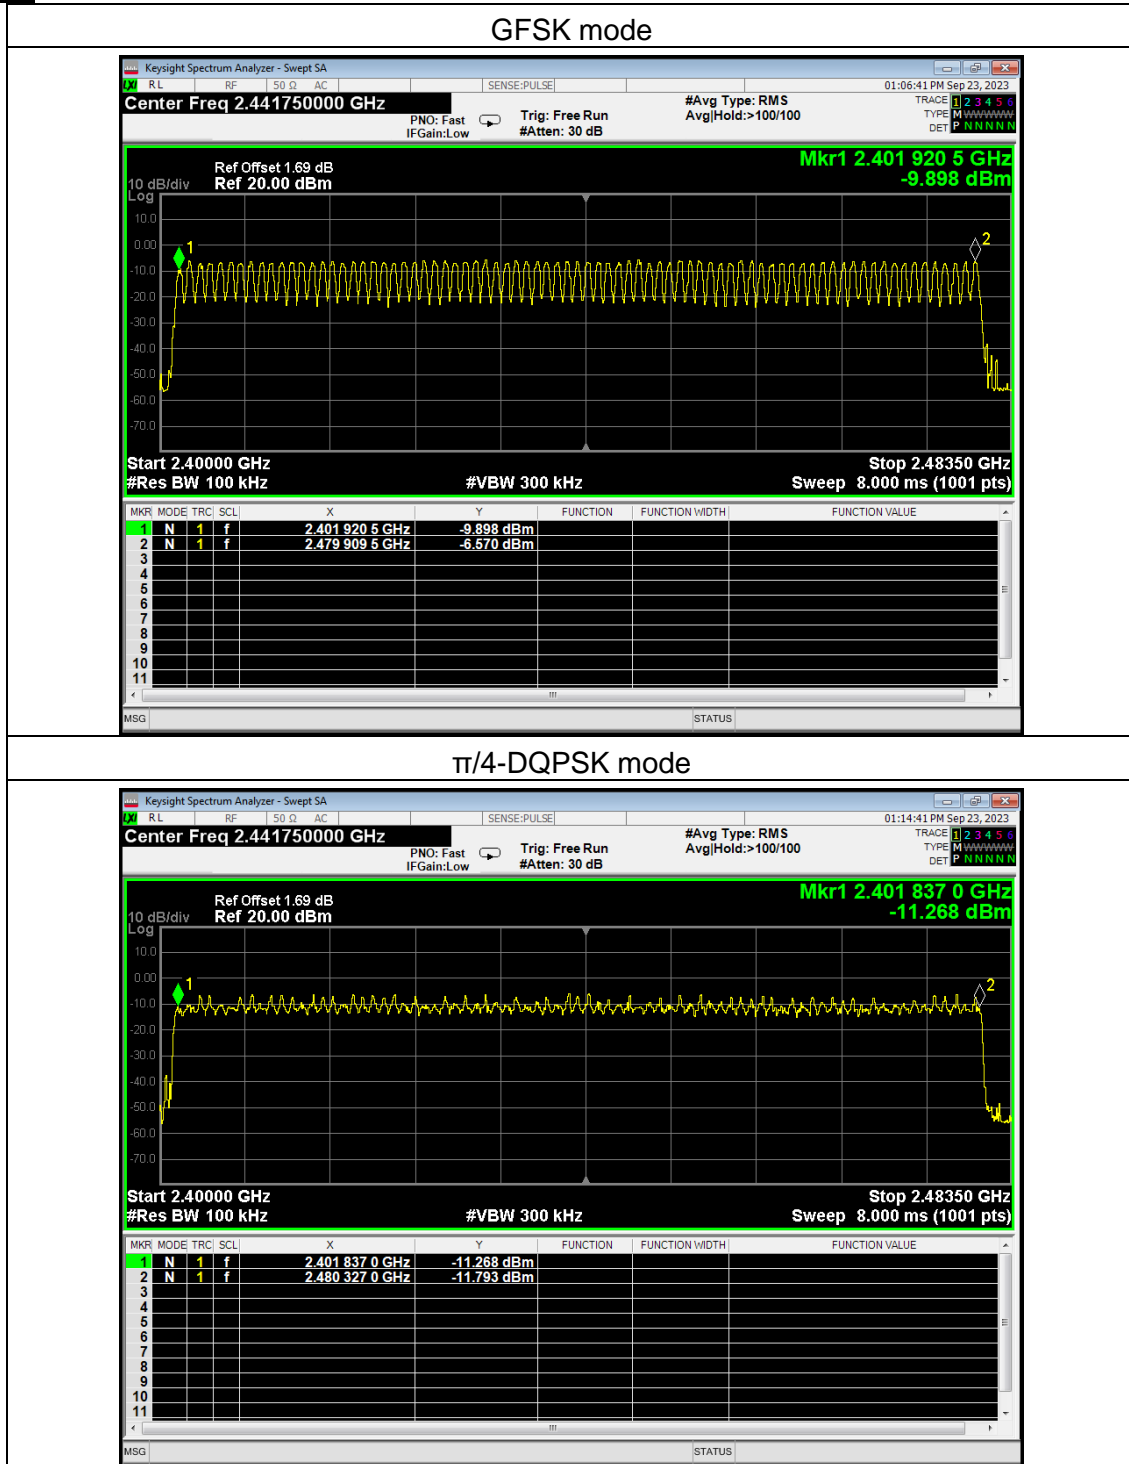 GFSK mode
Keysight Spectrum Analyzer - Swept SA
LXI RL RF 50 Ω AC SENSE:PULSE 01:06:41 PM Sep 23, 2023
Center Freq 2.441750000 GHz #Avg Type: RMS TRACE 1 2 3 4 5 6
PNO: Fast Trig: Free Run Avg|Hold:>100/100 TYPE M WWWWW
IFGain:Low #Atten: 30 dB DET P N N N N N
Mkr1 2.401 920 5 GHz
Ref Offset 1.69 dB
10 dB/div Ref 20.00 dBm -9.898 dBm
Log
10.0
0.00
1
2
-10.0
-20.0
-30.0
-40.0
-50.0
-60.0
-70.0
Start 2.40000 GHz Stop 2.48350 GHz
#Res BW 100 kHz #VBW 300 kHz Sweep 8.000 ms (1001 pts)
MKR MODE TRC SCL X Y FUNCTION FUNCTION WIDTH FUNCTION VALUE
1 N 1 f 2.401 920 5 GHz -9.898 dBm
2 N 1 f 2.479 909 5 GHz -6.570 dBm
3
4
5
6
7
8
9
10
11
MSG STATUS
π/4-DQPSK mode
Keysight Spectrum Analyzer - Swept SA
LXI RL RF 50 Ω AC SENSE:PULSE 01:14:41 PM Sep 23, 2023
Center Freq 2.441750000 GHz #Avg Type: RMS TRACE 1 2 3 4 5 6
PNO: Fast Trig: Free Run Avg|Hold:>100/100 TYPE M WWWWW
IFGain:Low #Atten: 30 dB DET P N N N N N
Mkr1 2.401 837 0 GHz
Ref Offset 1.69 dB
10 dB/div Ref 20.00 dBm -11.268 dBm
Log
10.0
0.00
1
2
-10.0
-20.0
-30.0
-40.0
-50.0
-60.0
-70.0
Start 2.40000 GHz Stop 2.48350 GHz
#Res BW 100 kHz #VBW 300 kHz Sweep 8.000 ms (1001 pts)
MKR MODE TRC SCL X Y FUNCTION FUNCTION WIDTH FUNCTION VALUE
1 N 1 f 2.401 837 0 GHz -11.268 dBm
2 N 1 f 2.480 327 0 GHz -11.793 dBm
3
4
5
6
7
8
9
10
11
MSG STATUS